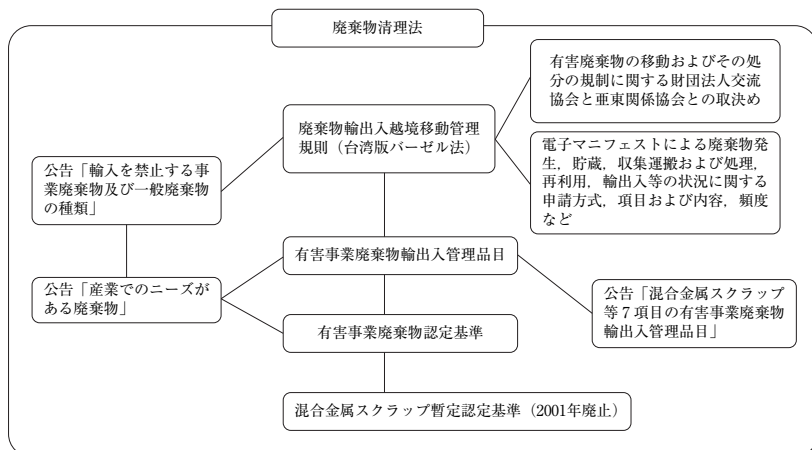 廃棄物清理法
有害廃棄物の移動およびその処
分の規制に関する財団法人交流
協会と亜東関係協会との取決め
廃棄物輸出入越境移動管理
規則（台湾版バーゼル法）
電子マニフェストによる廃棄物発
生，貯蔵，収集運搬および処理，
再利用，輸出入等の状況に関する
申請方式，項目および内容，頻度
など
公告「輸入を禁止する事
業廃棄物及び一般廃棄物
の種類」
有害事業廃棄物輸出入管理品目
公告「産業でのニーズが
ある廃棄物」
公告「混合金属スクラップ
等７項目の有害事業廃棄物
輸出入管理品目」
有害事業廃棄物認定基準
混合金属スクラップ暫定認定基準（2001年廃止）